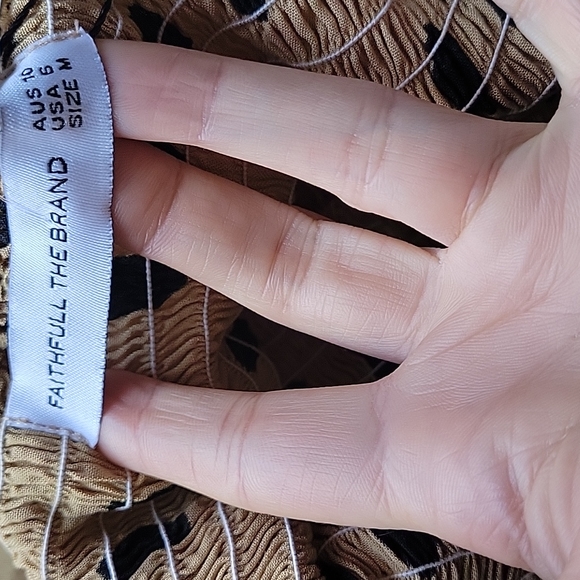 AUS 10
USA 6
SIZE M
FAITHFULL THE BRAND